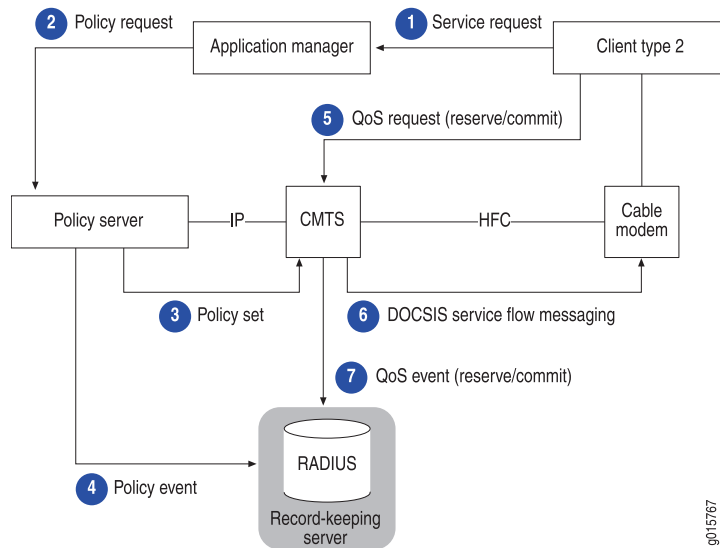 2 Policy request
1 Service request
Application manager
Client type 2
5 QoS request (reserve/commit)
Policy server
IP
CMTS
HFC
Cable
modem
3 Policy set
6 DOCSIS service flow messaging
7 QoS event (reserve/commit)
RADIUS
4 Policy event
Record-keeping
server
g015767